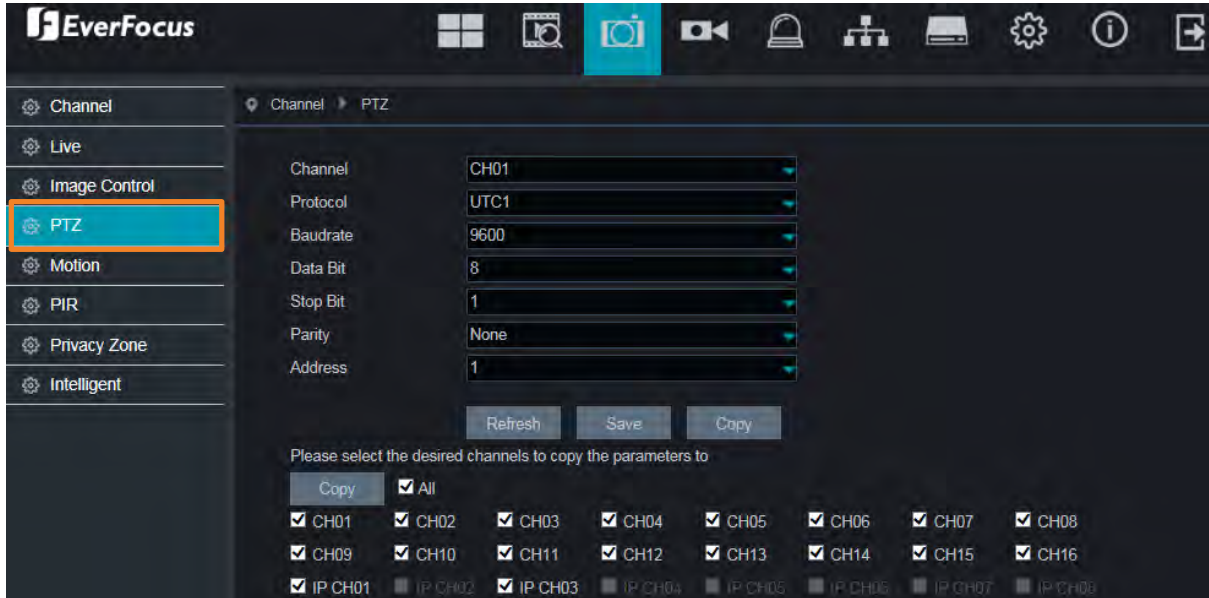 EverFocus
Channel
Live
Image Control
PTZ
Motion
PIR
Privacy Zone
Intelligent
Channel PTZ
Channel CH01
Protocol UTC1
Baudrate 9600
Data Bit 8
Stop Bit 1
Parity None
Address 1
Refresh Save Copy
Please select the desired channels to copy the parameters to
Copy All
CH01 CH02 CH03 CH04 CH05 CH06 CH07 CH08
CH09 CH10 CH11 CH12 CH13 CH14 CH15 CH16
IP CH01 IP CH02 IP CH03 IP CH04 IP CH05 IP CH06 IP CH07 IP CH08